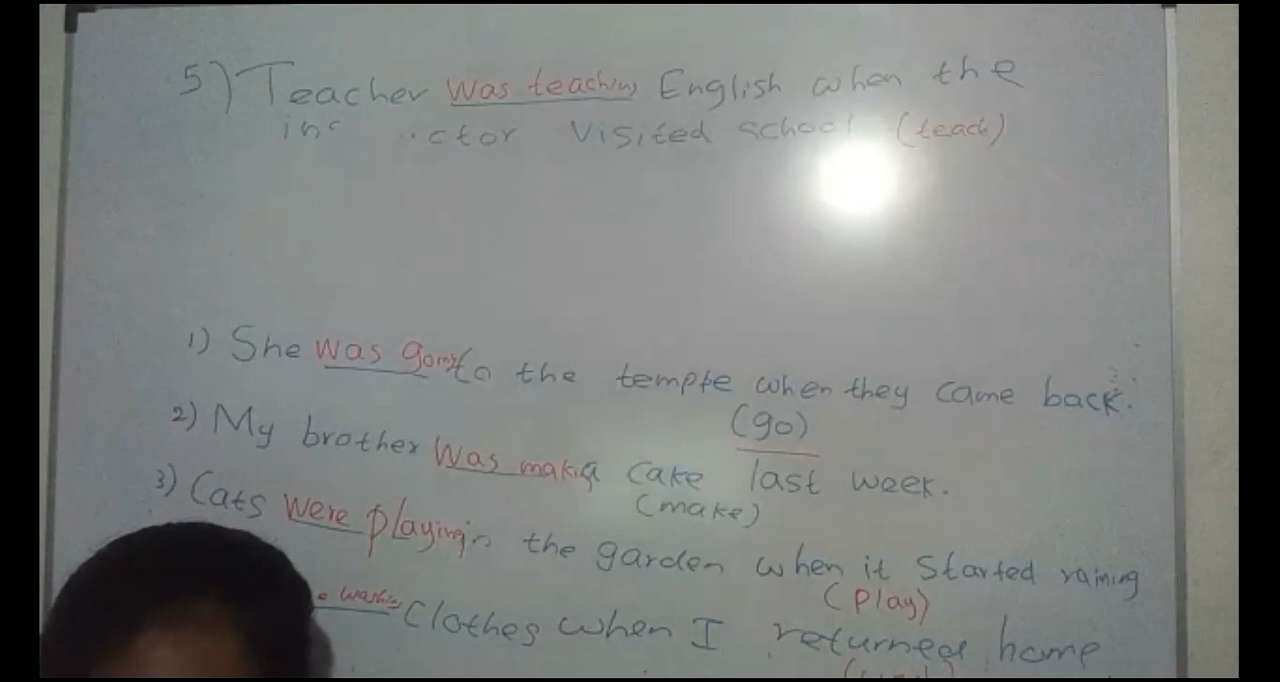 5) Teacher was teaching English when the
visited school (teach)
1) She was going to the temple when they came back.
(go)
2) My brother was making cake last week.
(make)
3) Cats were playing in the garden when it started raining
(play)
washing clothes when I returned home